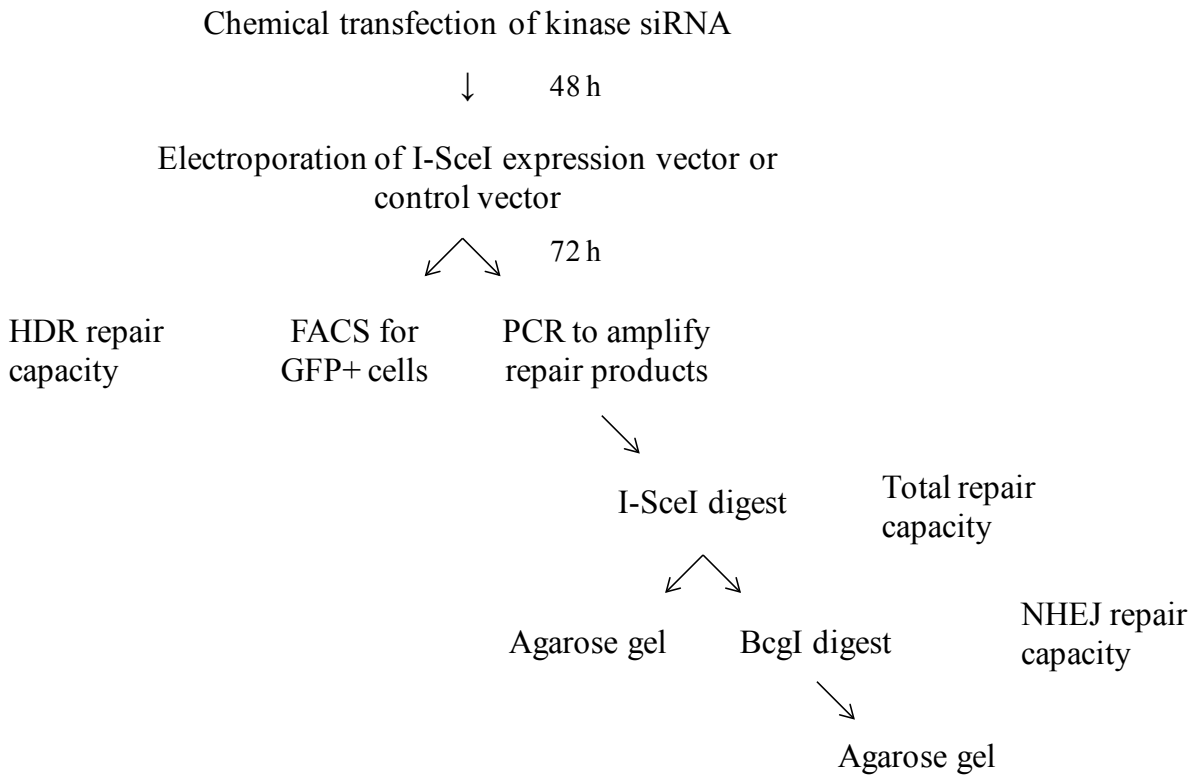 Chemical transfection of kinase siRNA
↓ 48 h
Electroporation of I-SceI expression vector or
control vector
72 h
HDR repair
capacity
FACS for
GFP+ cells
PCR to amplify
repair products
I-SceI digest
Total repair
capacity
Agarose gel
BcgI digest
NHEJ repair
capacity
Agarose gel